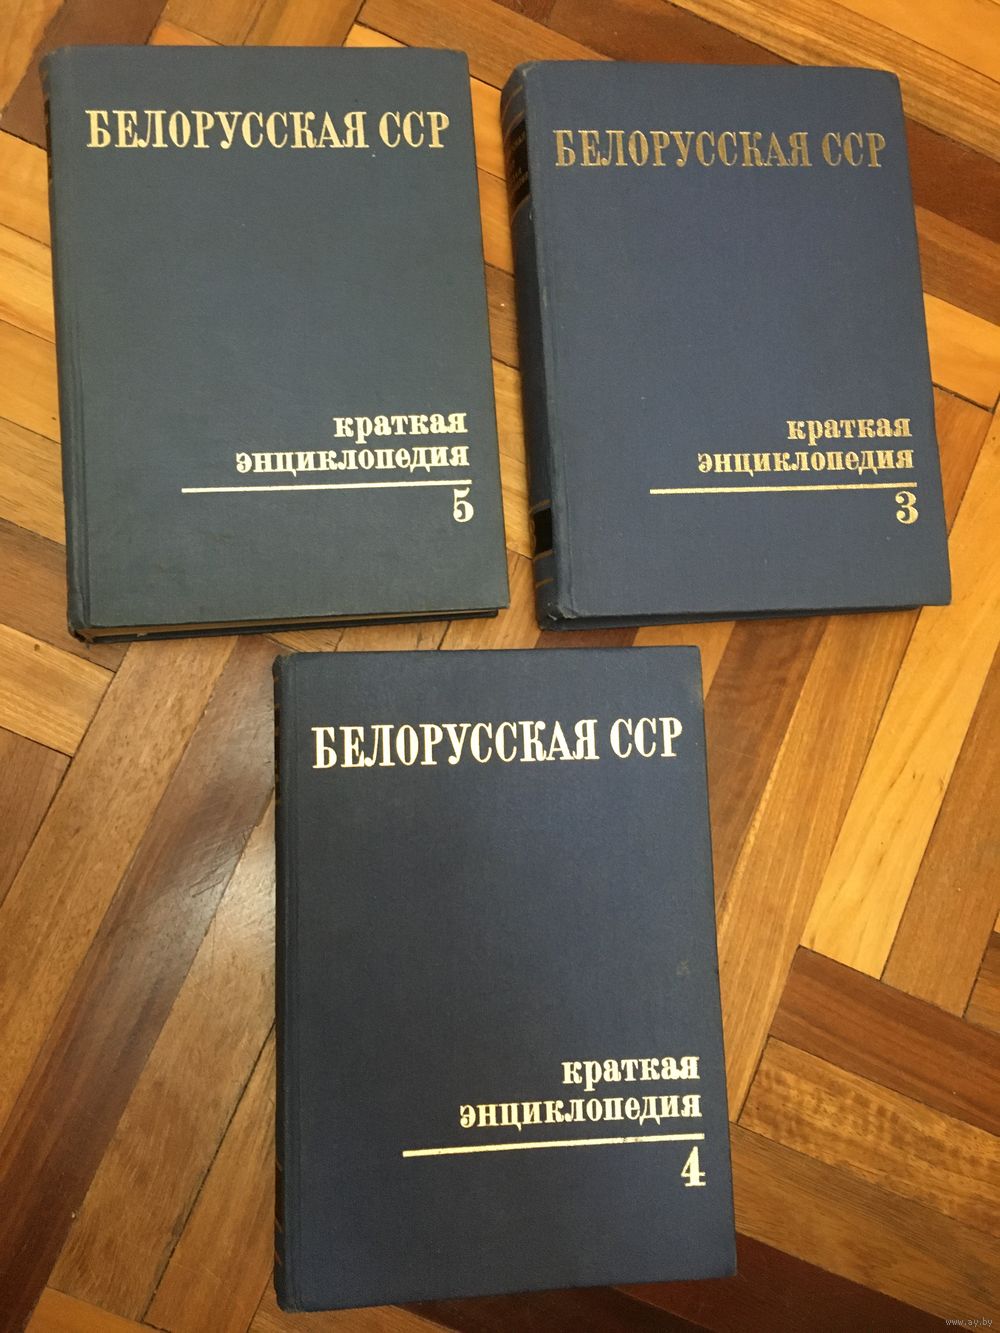 БЕЛОРУССКАЯ ССР
краткая
энциклопедия
5
БЕЛОРУССКАЯ ССР
краткая
энциклопедия
3
БЕЛОРУССКАЯ ССР
краткая
энциклопедия
4
www.ay.by